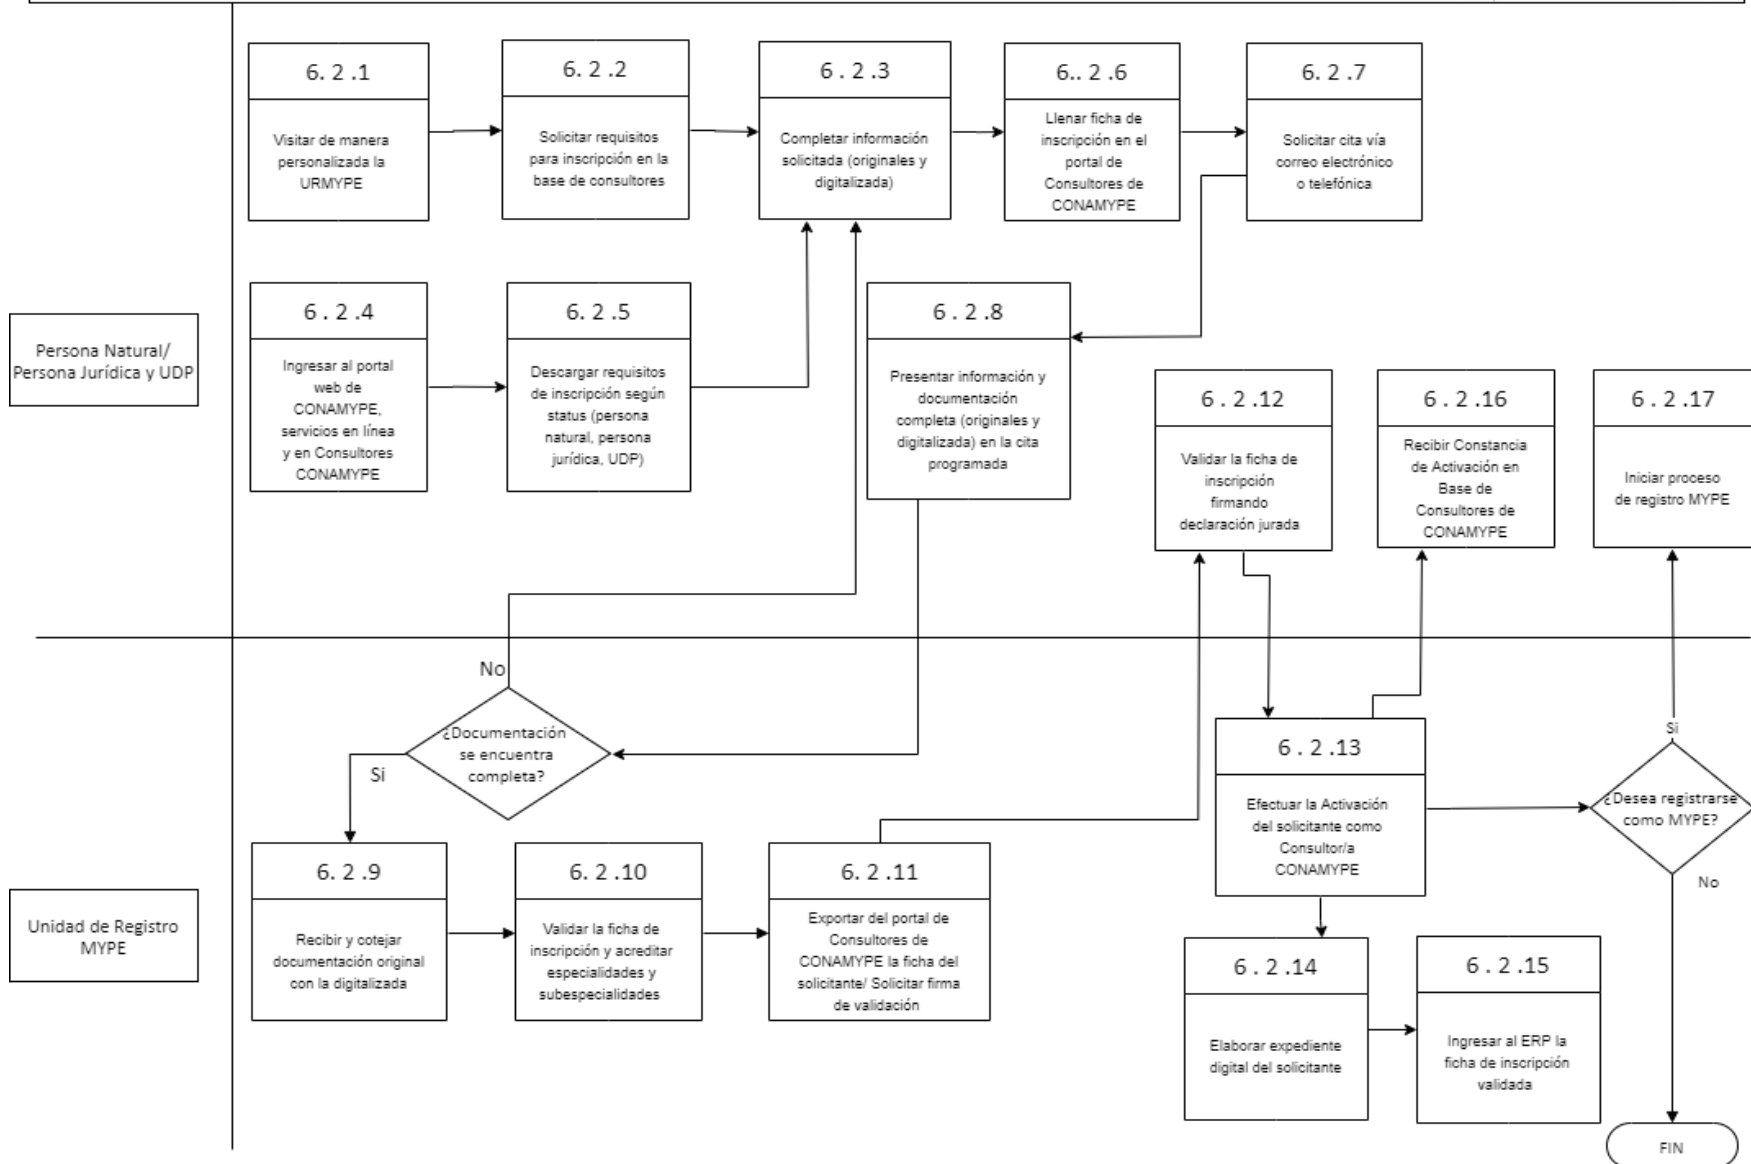 6. 2 .1
Visitar de manera
personalizada la
URMYPE
6. 2 .2
Solicitar requisitos
para inscripción en la
base de consultores
6 . 2 .3
Completar información
solicitada (originales y
digitalizada)
6.. 2 .6
Llenar ficha de
inscripción en el
portal de
Consultores de
CONAMYPE
6. 2 .7
Solicitar cita vía
correo electrónico
o telefónica
Persona Natural/
Persona Jurídica y UDP
6 . 2 .4
Ingresar al portal
web de
CONAMYPE,
servicios en línea
y en Consultores
CONAMYPE
6. 2 .5
Descargar requisitos
de inscripción según
status (persona
natural, persona
jurídica, UDP)
6 . 2 .8
Presentar información y
documentación
completa (originales y
digitalizada) en la cita
programada
6 . 2 .12
Validar la ficha de
inscripción
firmando
declaración jurada
6 . 2 .16
Recibir Constancia
de Activación en
Base de
Consultores de
CONAMYPE
6 . 2 .17
Iniciar proceso
de registro MYPE
No
¿Documentación
se encuentra
completa?
Si
6 . 2 .13
Efectuar la Activación
del solicitante como
Consultor/a
CONAMYPE
Si
¿Desea registrarse
como MYPE?
No
Unidad de Registro
MYPE
6. 2 .9
Recibir y cotejar
documentación original
con la digitalizada
6. 2 .10
Validar la ficha de
inscripción y acreditar
especialidades y
subespecialidades
6. 2 .11
Exportar del portal de
Consultores de
CONAMYPE la ficha del
solicitante/ Solicitar firma
de validación
6 . 2 .14
Elaborar expediente
digital del solicitante
6 . 2 .15
Ingresar al ERP la
ficha de inscripción
validada
FIN